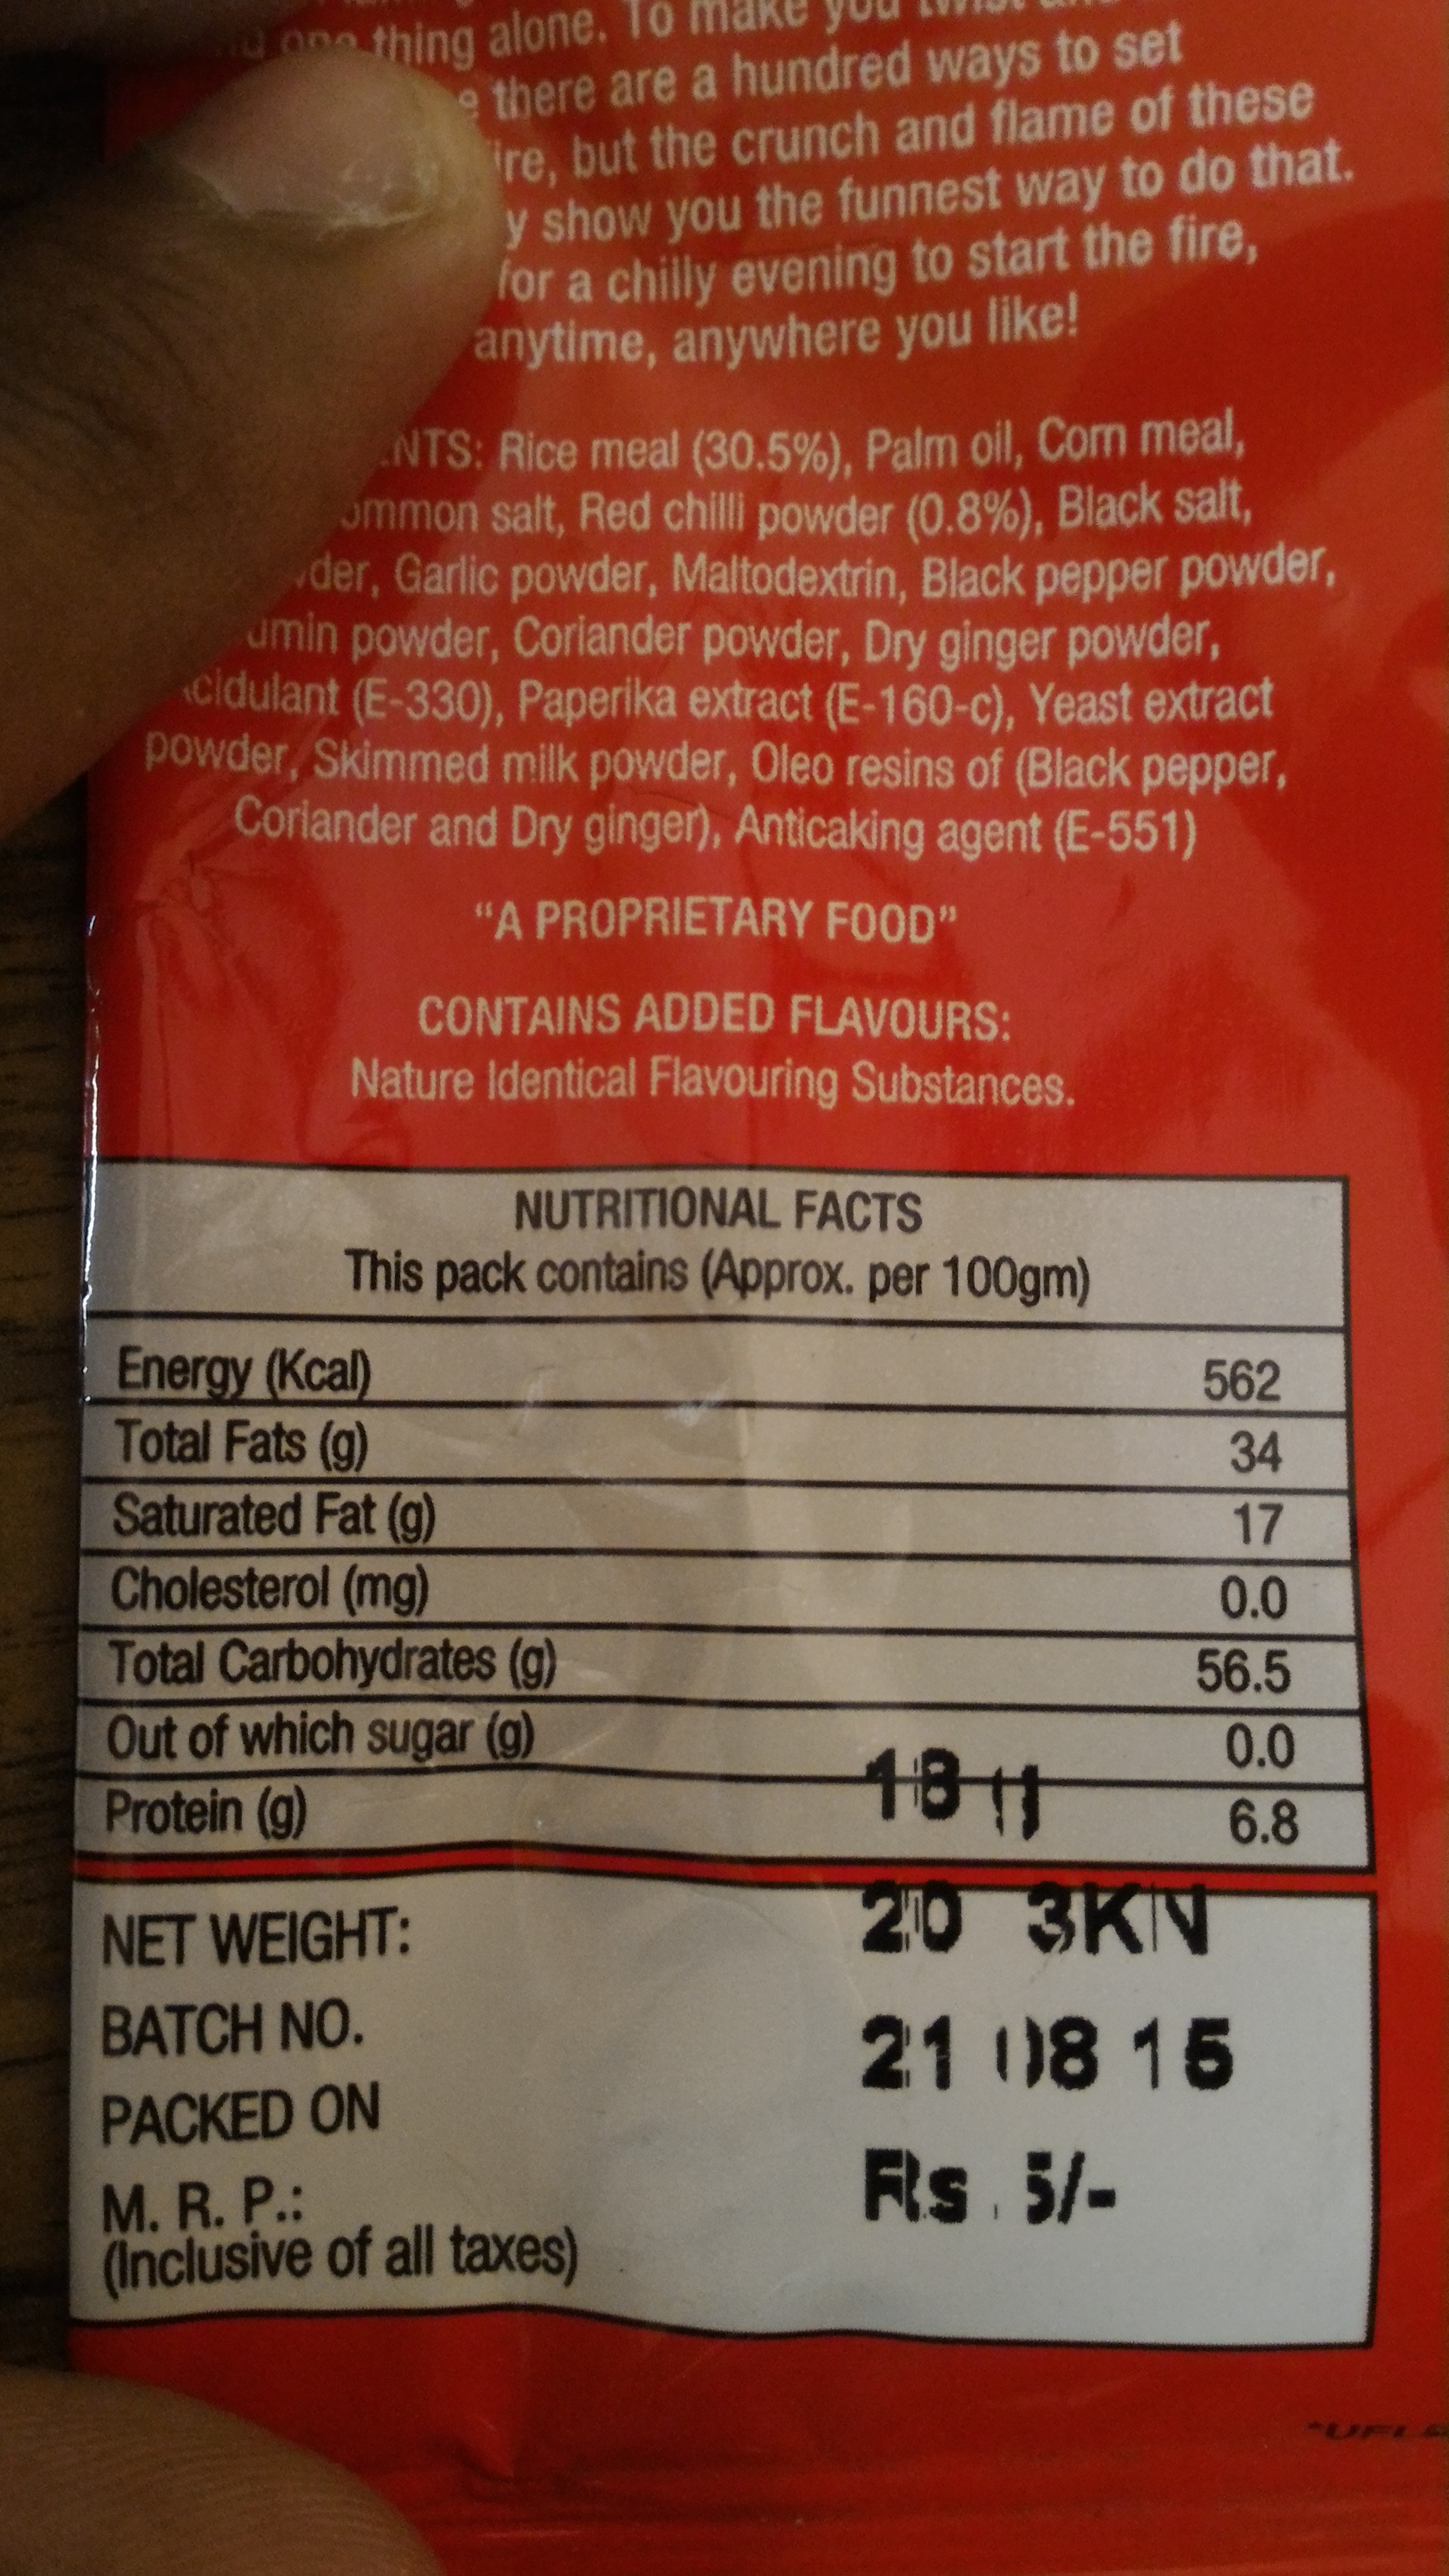 thing alone. To make you
there are a hundred ways to set
but the crunch and flame of these
show you the funnest way to do that.
for a chilly evening to start the fire,
anytime, anywhere you like!
Rice meal (30.5%), Palm oil, Corn meal,
salt, Red chilli powder (0.8%), Black salt,
Garlic powder, Maltodextrin, Black pepper powder,
powder, Coriander powder, Dry ginger powder,
(E-330), Paperika extract (E-160-c), Yeast extract
powder, Skimmed milk powder, Oleo resins of (Black pepper,
Coriander and Dry ginger), Anticaking agent (E-551)
“A PROPRIETARY FOOD”
CONTAINS ADDED FLAVOURS:
Nature Identical Flavouring Substances.
NUTRITIONAL FACTS
This pack contains (Approx. per 100gm)
Energy (Kcal) 562
Total Fats (g) 34
Saturated Fat (g) 17
Cholesterol (mg) 0.0
Total Carbohydrates (g) 56.5
Out of which sugar (g) 0.0
Protein (g) 6.8
18
NET WEIGHT: 20 3KN
BATCH NO. 21 08 15
PACKED ON
M. R. P.: Rs. 5/-
(Inclusive of all taxes)